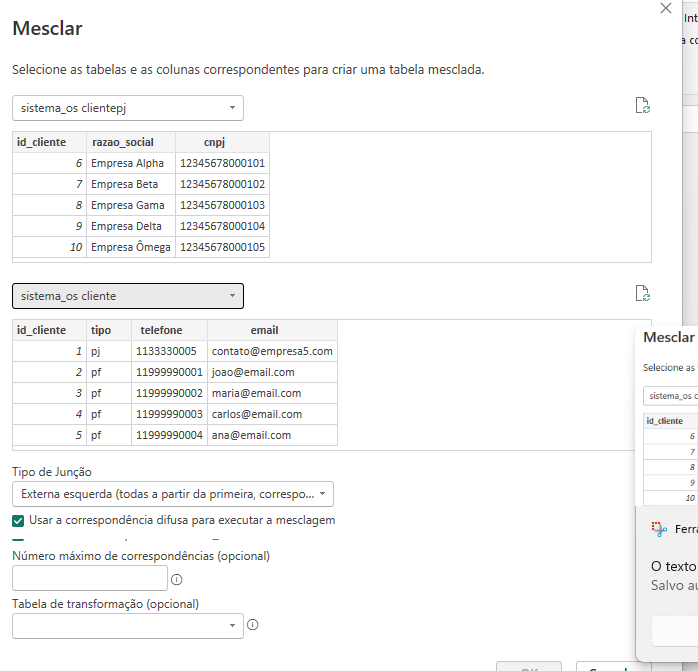 Mesclar
Selecione as tabelas e as colunas correspondentes para criar uma tabela mesclada.
sistema_os clientepj
id_cliente razao_social cnpj
6 Empresa Alpha 12345678000101
7 Empresa Beta 12345678000102
8 Empresa Gama 12345678000103
9 Empresa Delta 12345678000104
10 Empresa Ômega 12345678000105
sistema_os cliente
id_cliente tipo telefone email
1 pj 1133330005 contato@empresa5.com
2 pf 11999990001 joao@email.com
3 pf 11999990002 maria@email.com
4 pf 11999990003 carlos@email.com
5 pf 11999990004 ana@email.com
Tipo de Junção
Externa esquerda (todas a partir da primeira, correspo...
Usar a correspondência difusa para executar a mesclagem
Número máximo de correspondências (opcional)
Tabela de transformação (opcional)
Int
a co
Mesclar
Selecione as
sistema_os c
id_cliente
6
7
8
9
10
Ferra
O texto
Salvo au